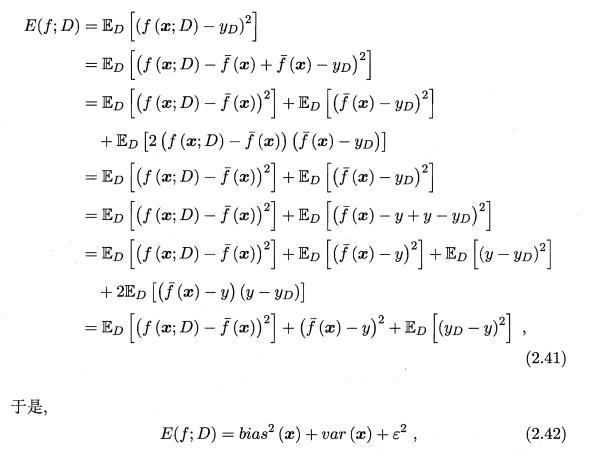 E(f;D) = 𝔼_D [(f(𝒙;D) − y_D)²]
= 𝔼_D [(f(𝒙;D) − f̄(𝒙) + f̄(𝒙) − y_D)²]
= 𝔼_D [(f(𝒙;D) − f̄(𝒙))²] + 𝔼_D [(f̄(𝒙) − y_D)²]
+ 𝔼_D [2(f(𝒙;D) − f̄(𝒙))(f̄(𝒙) − y_D)]
= 𝔼_D [(f(𝒙;D) − f̄(𝒙))²] + 𝔼_D [(f̄(𝒙) − y_D)²]
= 𝔼_D [(f(𝒙;D) − f̄(𝒙))²] + 𝔼_D [(f̄(𝒙) − y + y − y_D)²]
= 𝔼_D [(f(𝒙;D) − f̄(𝒙))²] + 𝔼_D [(f̄(𝒙) − y)²] + 𝔼_D [(y − y_D)²]
+ 2𝔼_D [(f̄(𝒙) − y)(y − y_D)]
= 𝔼_D [(f(𝒙;D) − f̄(𝒙))²] + (f̄(𝒙) − y)² + 𝔼_D [(y_D − y)²] ,
(2.41)
于是,
E(f;D) = bias²(𝒙) + var(𝒙) + ε² , (2.42)